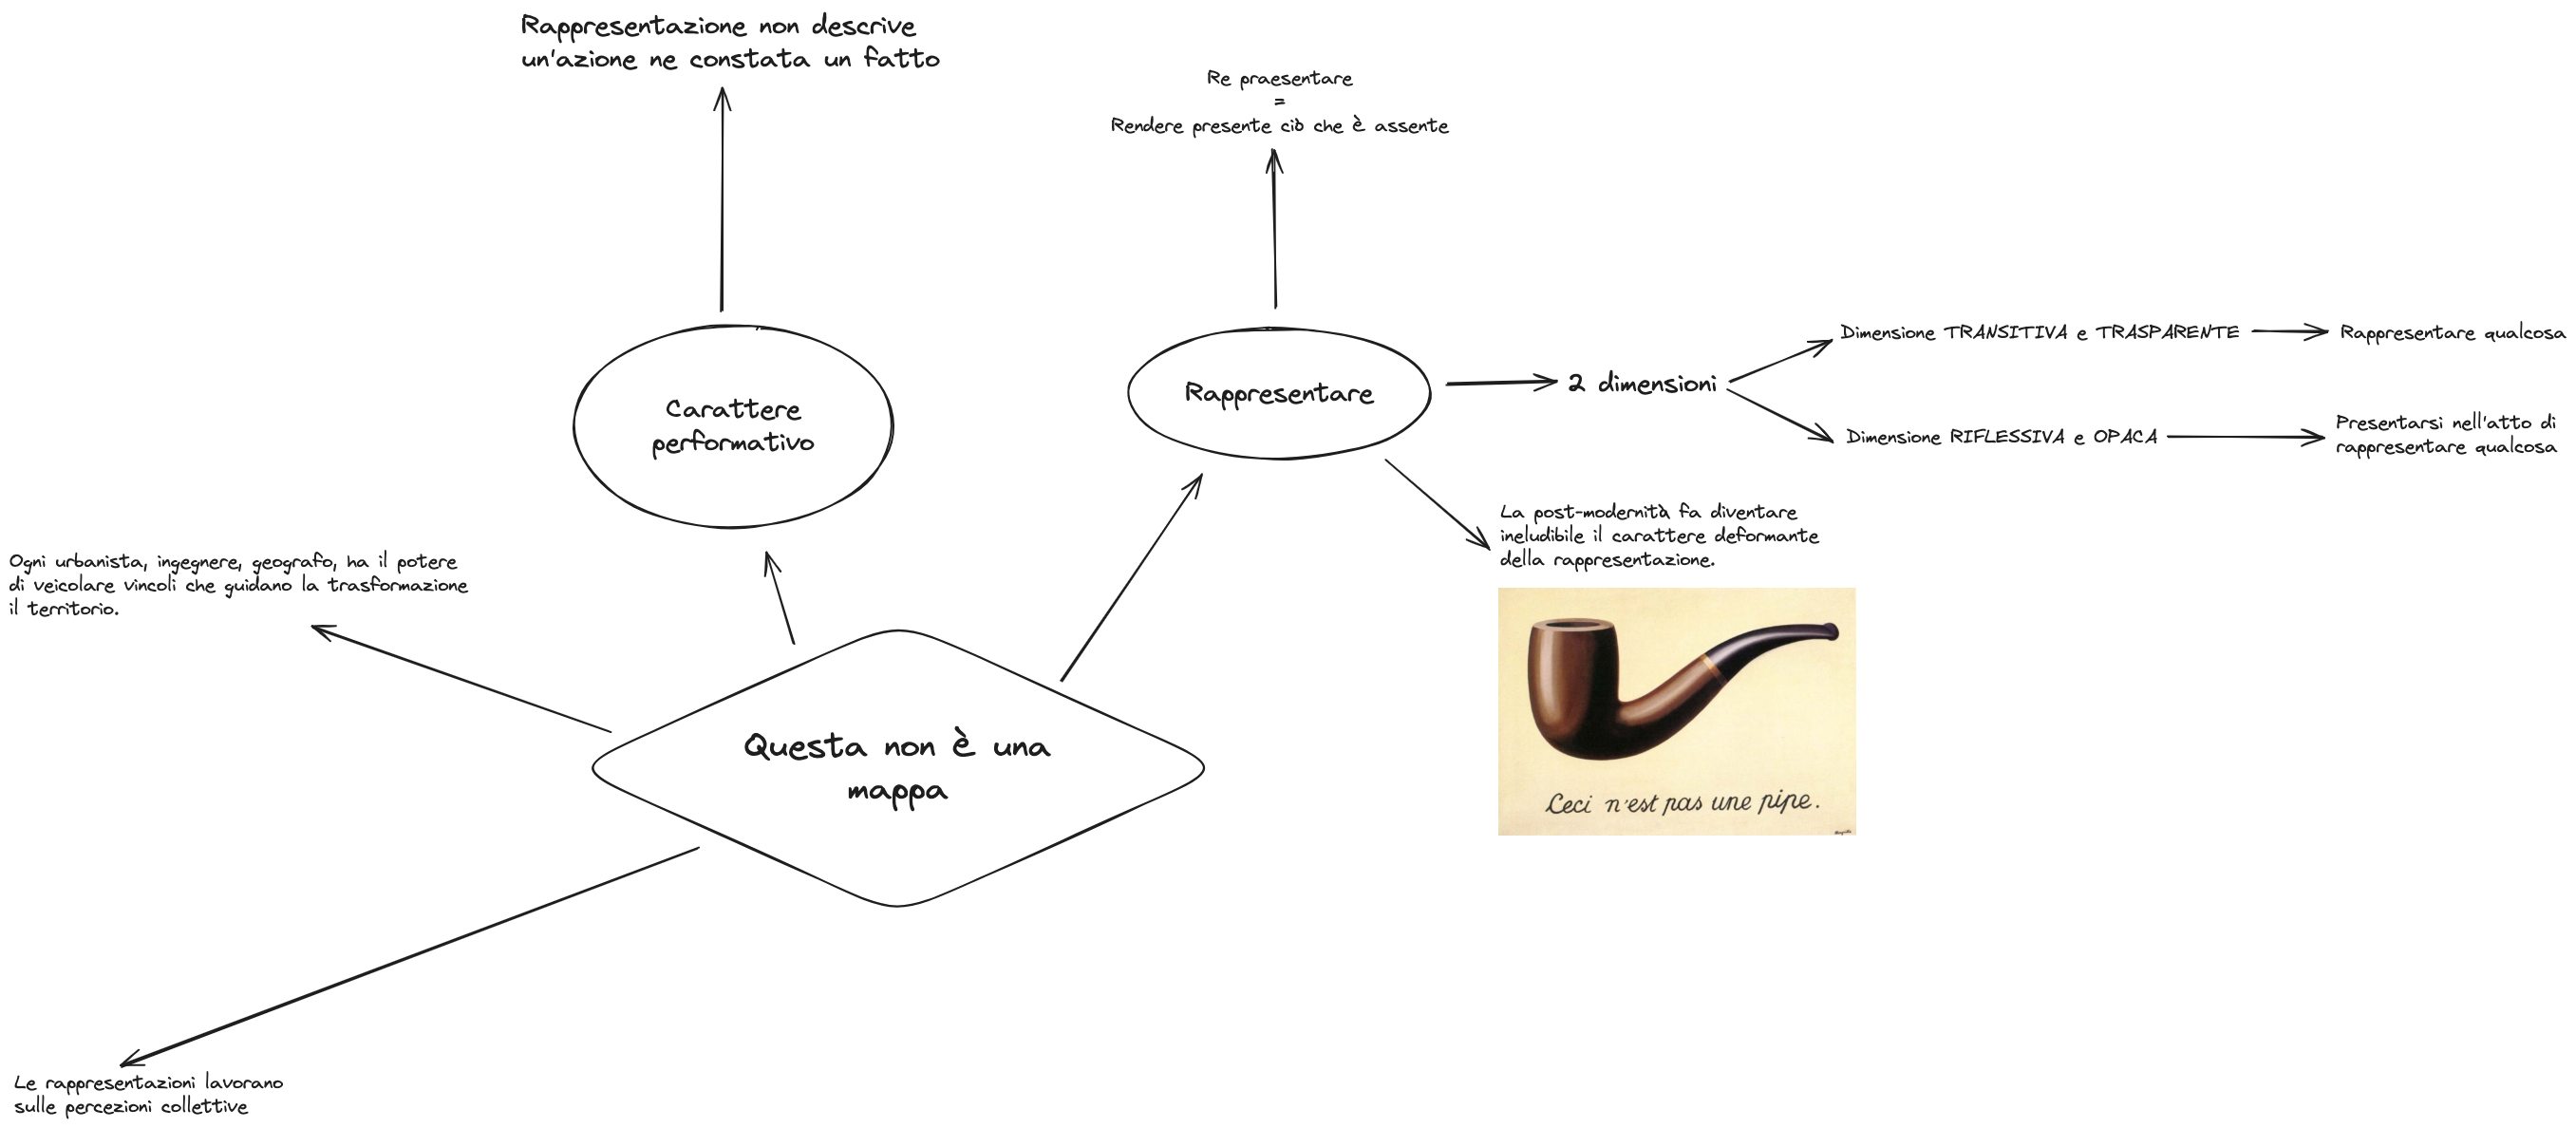 Rappresentazione non descrive
un'azione ne constata un fatto
Re praesentare
=
Rendere presente ciò che è assente
Carattere
performativo
Rappresentare
2 dimensioni
Dimensione TRANSITIVA e TRASPARENTE
Rappresentare qualcosa
Dimensione RIFLESSIVA e OPACA
Presentarsi nell'atto di
rappresentare qualcosa
La post-modernità fa diventare
ineludibile il carattere deformante
della rappresentazione.
Ceci n'est pas une pipe.
Ogni urbanista, ingegnere, geografo, ha il potere
di veicolare vincoli che guidano la trasformazione
il territorio.
Questa non è una
mappa
Le rappresentazioni lavorano
sulle percezioni collettive